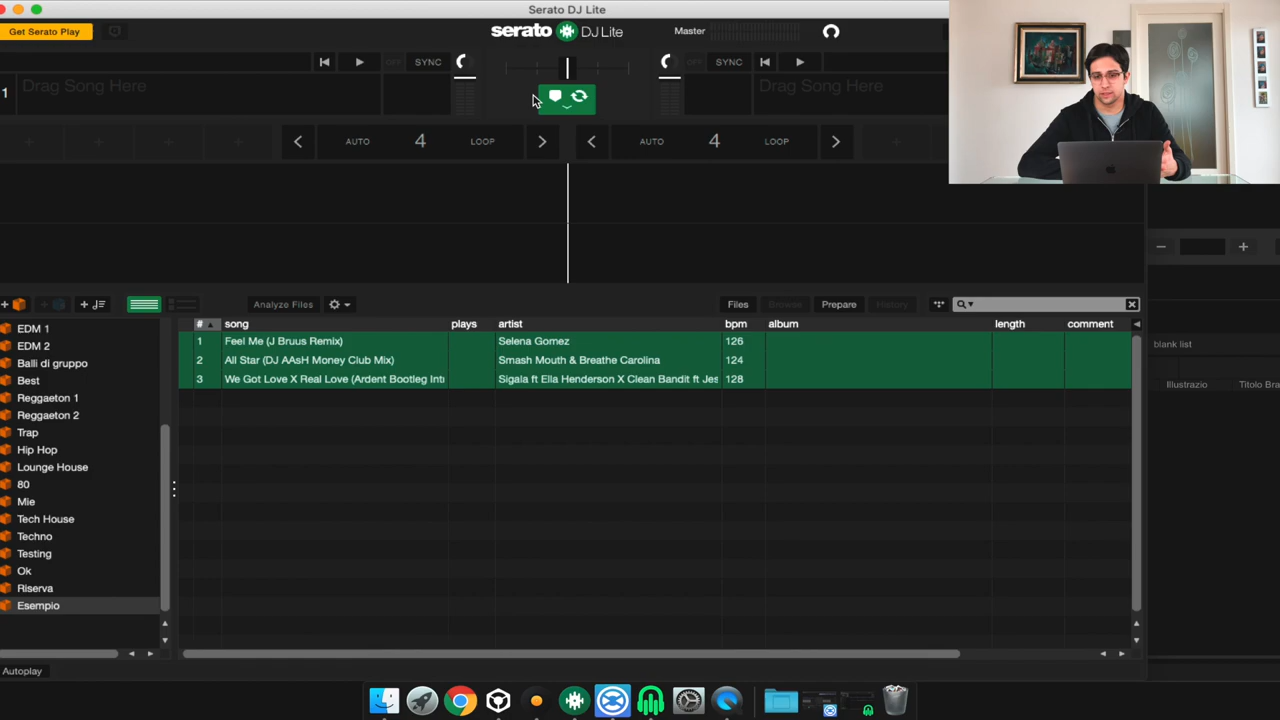 Serato DJ Lite
Get Serato Play
serato DJ Lite
Master
OFF SYNC
OFF SYNC
1 Drag Song Here
Drag Song Here
AUTO 4 LOOP
AUTO 4 LOOP
Analyze Files
Files Browse Prepare History
# song plays artist bpm album length comment
1 Feel Me (J Bruus Remix) Selena Gomez 126
2 All Star (DJ AAsH Money Club Mix) Smash Mouth & Breathe Carolina 124
3 We Got Love X Real Love (Ardent Bootleg Intr Sigala ft Ella Henderson X Clean Bandit ft Jes 128
EDM 1
EDM 2
Balli di gruppo
Best
Reggaeton 1
Reggaeton 2
Trap
Hip Hop
Lounge House
80
Mie
Tech House
Techno
Testing
Ok
Riserva
Esempio
Autoplay
blank list
Illustrazio Titolo Bra